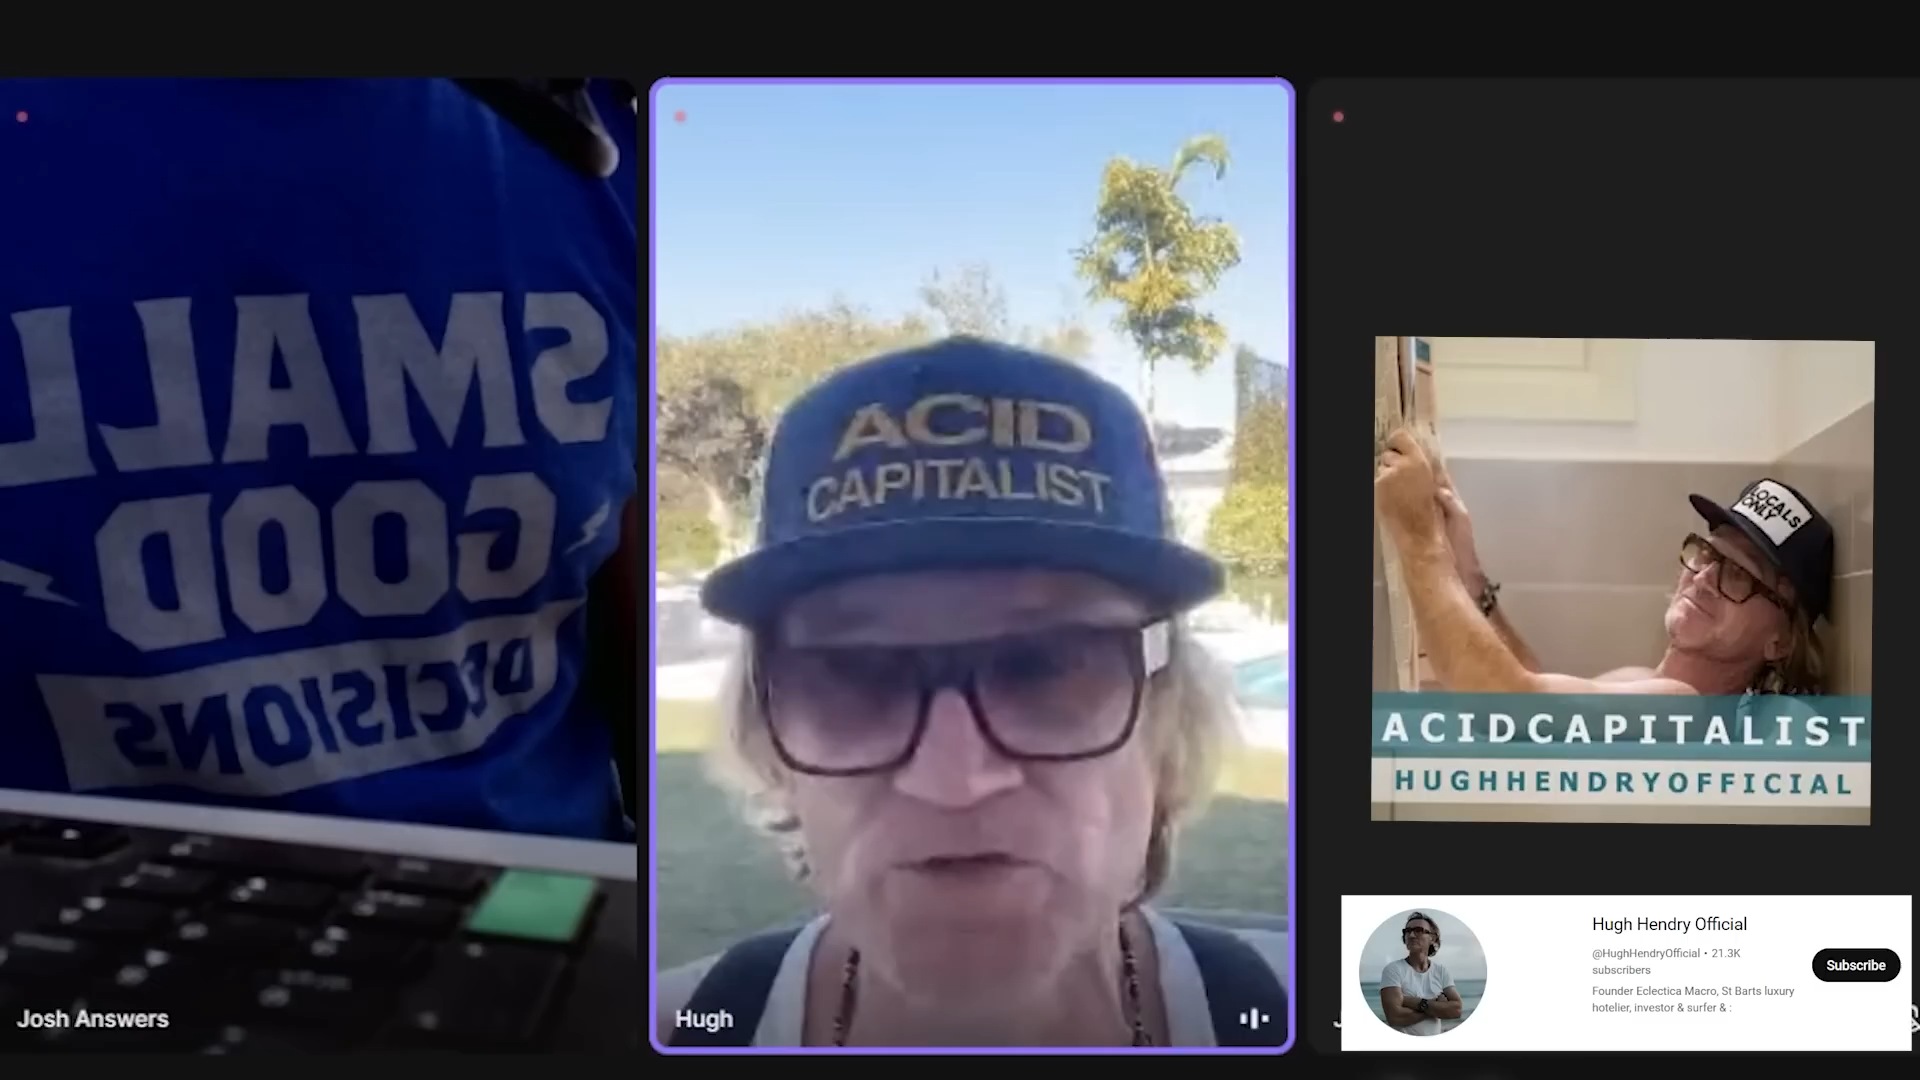 SMALL
GOOD
DECISIONS
Josh Answers
ACID
CAPITALIST
Hugh
LOCALS
ONLY
ACIDCAPITALIST
HUGHHENDRYOFFICIAL
Hugh Hendry Official
@HughHendryOfficial • 21.3K
subscribers
Subscribe
Founder Eclectica Macro, St Barts luxury
hotelier, investor & surfer & :